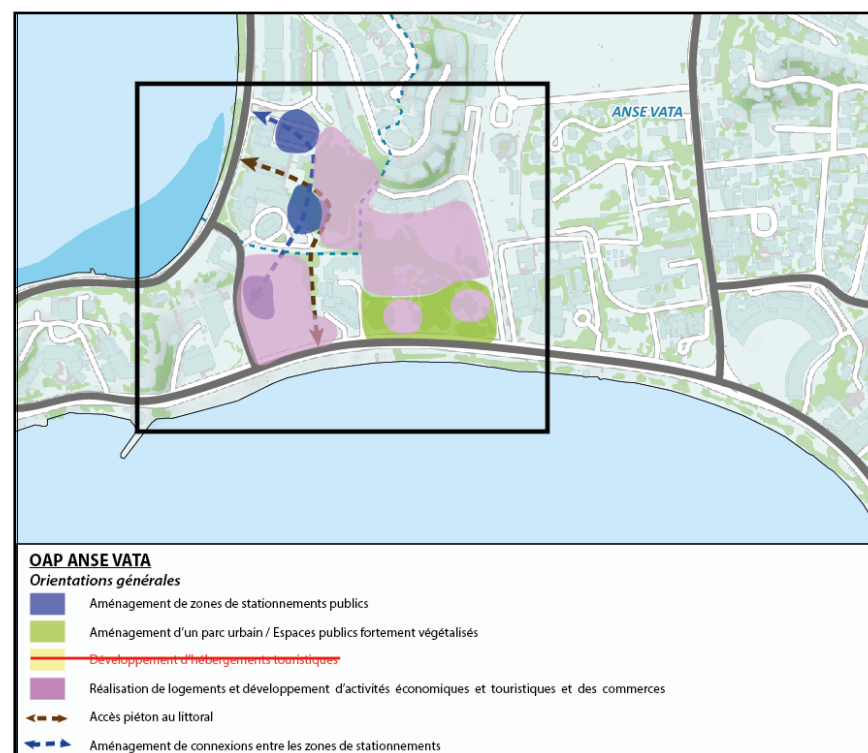 ANSE VATA
OAP ANSE VATA
Orientations générales
Aménagement de zones de stationnements publics
Aménagement d'un parc urbain / Espaces publics fortement végétalisés
Développement d'hébergements touristiques
Réalisation de logements et développement d'activités économiques et touristiques et des commerces
Accès piéton au littoral
Aménagement de connexions entre les zones de stationnements